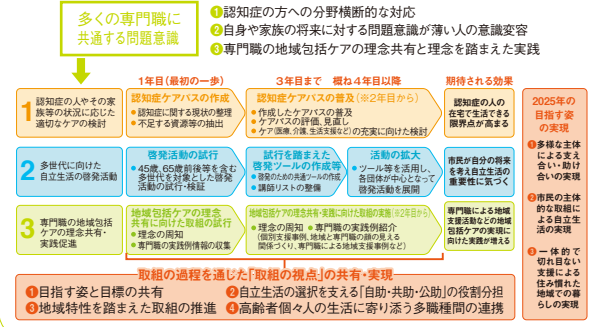 多くの専門職に
共通する問題意識
❶認知症の方への分野横断的な対応
❷自身や家族の将来に対する問題意識が薄い人の意識変容
❸専門職の地域包括ケアの理念共有と理念を踏まえた実践
1年目(最初の一歩)
3年目まで 概ね4年目以降
期待される効果
1 認知症の人やその家
族等の状況に応じた
適切なケアの検討
認知症ケアパスの作成
●認知症に関する現状の整理
●不足する資源等の抽出
認知症ケアパスの普及(※2年目から)
●作成したケアパスの普及
●ケアパスの評価、見直し
●ケア(医療、介護、生活支援など)の充実に向けた検討
認知症の人の
在宅で生活できる
限界点が高まる
2 多世代に向けた
自立生活の啓発活動
啓発活動の試行
●45歳、65歳前後等を含む
多世代を対象とした啓発
活動の試行・検証
試行を踏まえた
啓発ツールの作成等
●啓発のための共通ツールの作成
●講師リストの整備
活動の拡大
●ツール等を活用し、
各団体が中心となって
啓発活動を展開
市民が自分の将来
を考え自立生活の
重要性に気づく
3 専門職の地域包括
ケアの理念共有・
実践促進
地域包括ケアの理念
共有に向けた取組の試行
●理念の周知
●専門職の実践例情報の収集
地域包括ケアの理念共有・実践に向けた取組の実施(※2年目から)
●理念の周知 ●専門職の実践例紹介
(個別支援事例、地域と専門職の顔の見える
関係づくり、専門職による地域支援事例など)
専門職による地域
支援活動などの地域
包括ケアの実現に
向けた実践が増える
2025年の
目指す姿
の実現
❶多様な主体
による支え
合い・助け
合いの実現
❷市民の主体
的な取組に
よる自立生
活の実現
❸一体的で
切れ目ない
支援による
住み慣れた
地域での暮
らしの実現
取組の過程を通じた「取組の視点」の共有・実現
❶目指す姿と目標の共有
❷自立生活の選択を支える「自助・共助・公助」の役割分担
❸地域特性を踏まえた取組の推進
❹高齢者個々人の生活に寄り添う多職種間の連携